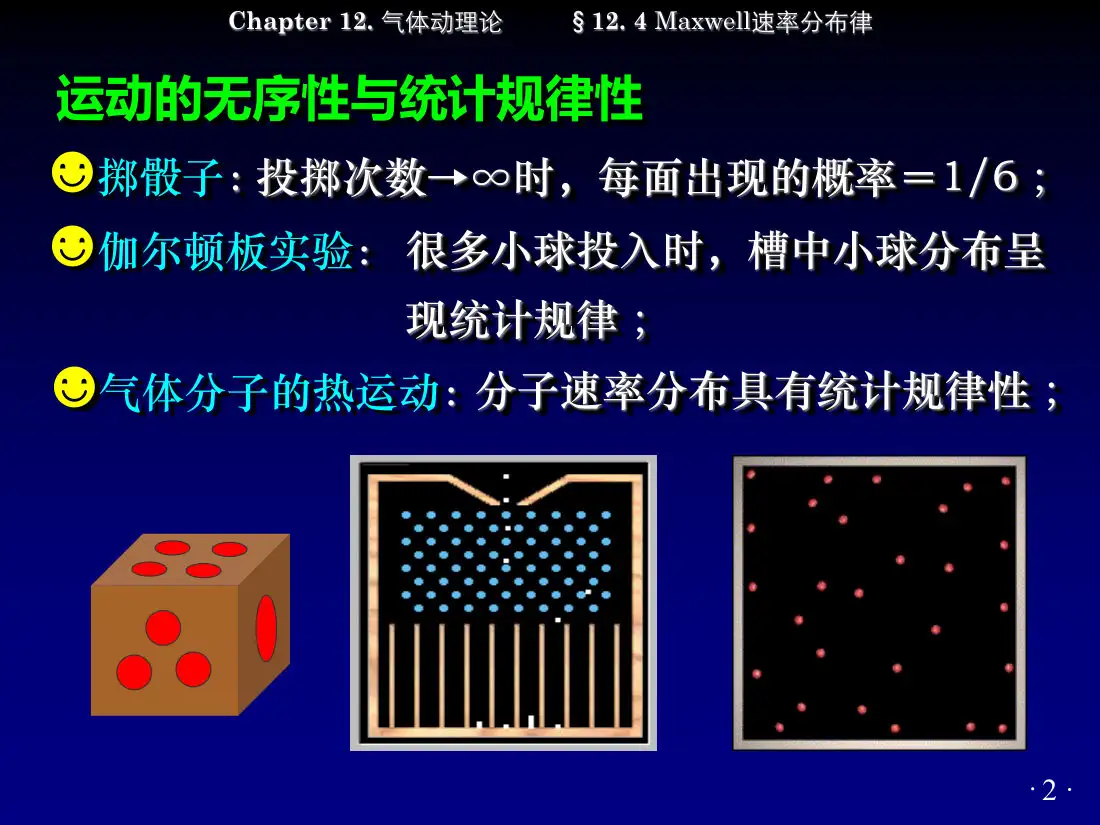 Chapter 12. 气体动理论 §12. 4 Maxwell速率分布律
运动的无序性与统计规律性
掷骰子：投掷次数→∞时，每面出现的概率＝1/6；
伽尔顿板实验： 很多小球投入时，槽中小球分布呈
现统计规律；
气体分子的热运动：分子速率分布具有统计规律性；
·2·